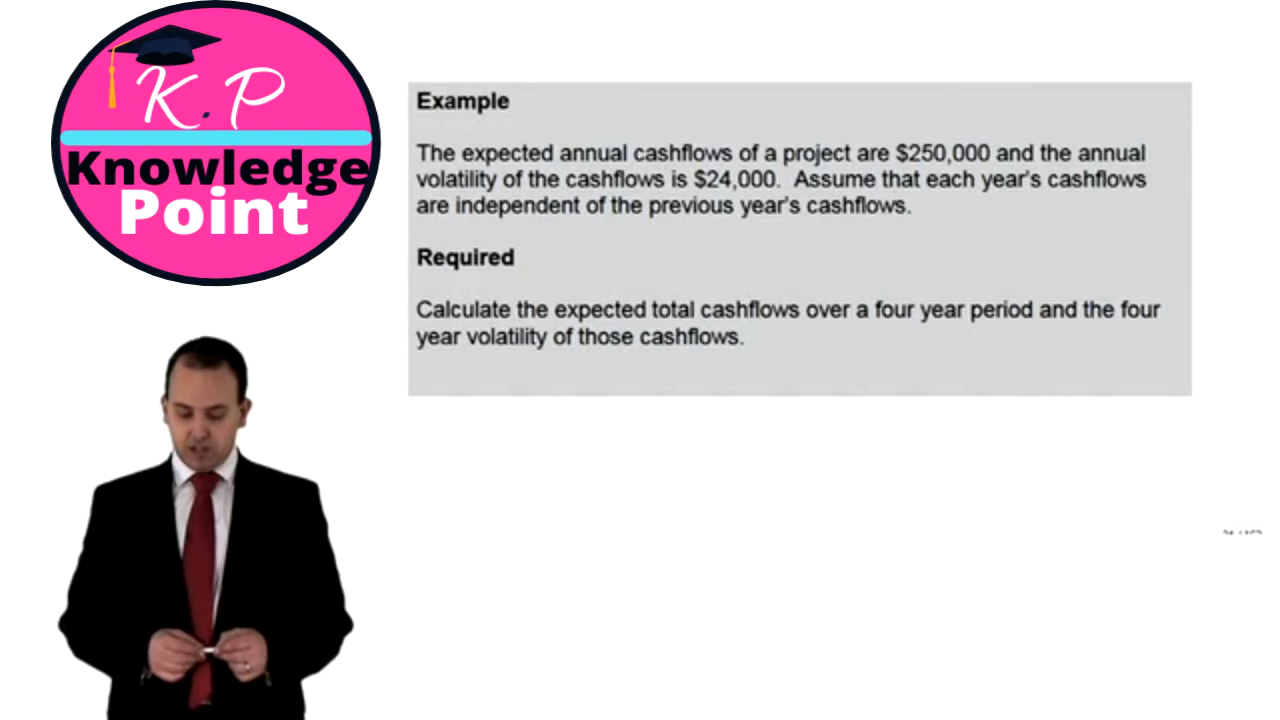 K.P
Knowledge
Point
Example
The expected annual cashflows of a project are $250,000 and the annual
volatility of the cashflows is $24,000. Assume that each year's cashflows
are independent of the previous year's cashflows.
Required
Calculate the expected total cashflows over a four year period and the four
year volatility of those cashflows.